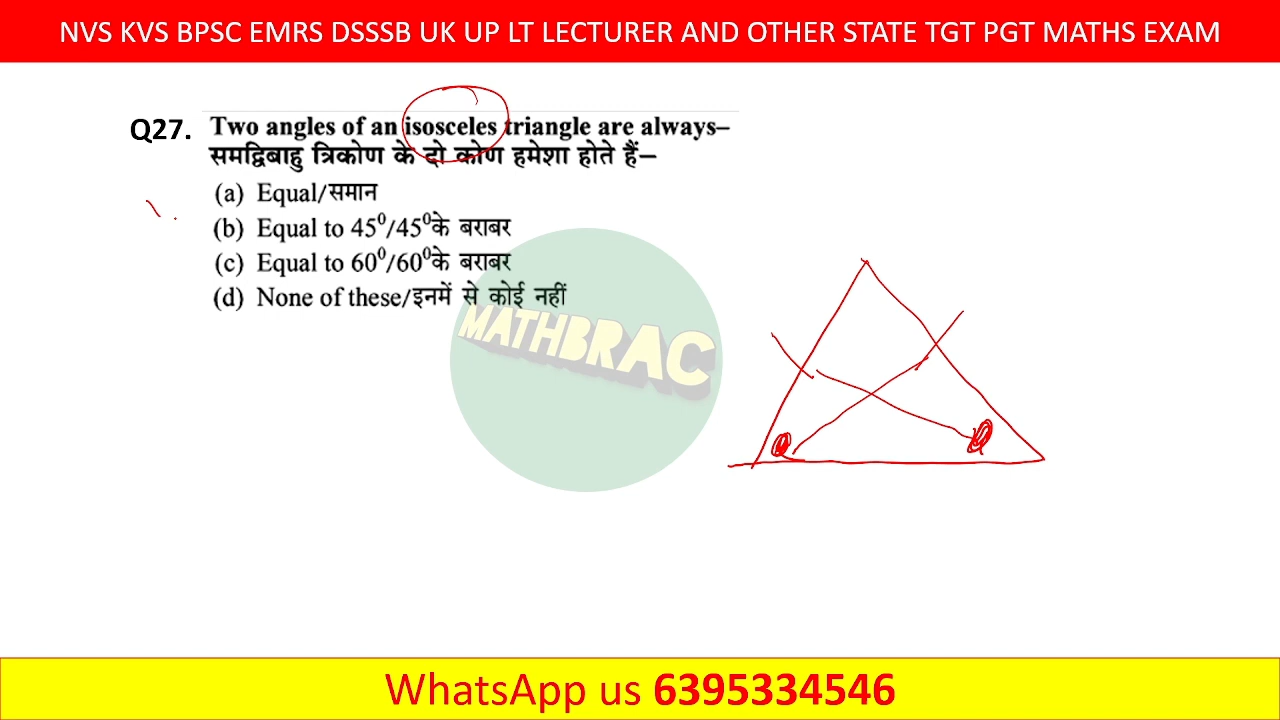 NVS KVS BPSC EMRS DSSSB UK UP LT LECTURER AND OTHER STATE TGT PGT MATHS EXAM
Q27. Two angles of an isosceles triangle are always–
समद्विबाहु त्रिकोण के दो कोण हमेशा होते हैं–
(a) Equal/समान
(b) Equal to 45⁰/45⁰के बराबर
(c) Equal to 60⁰/60⁰के बराबर
(d) None of these/इनमें से कोई नहीं
MATHBRAC
WhatsApp us 6395334546